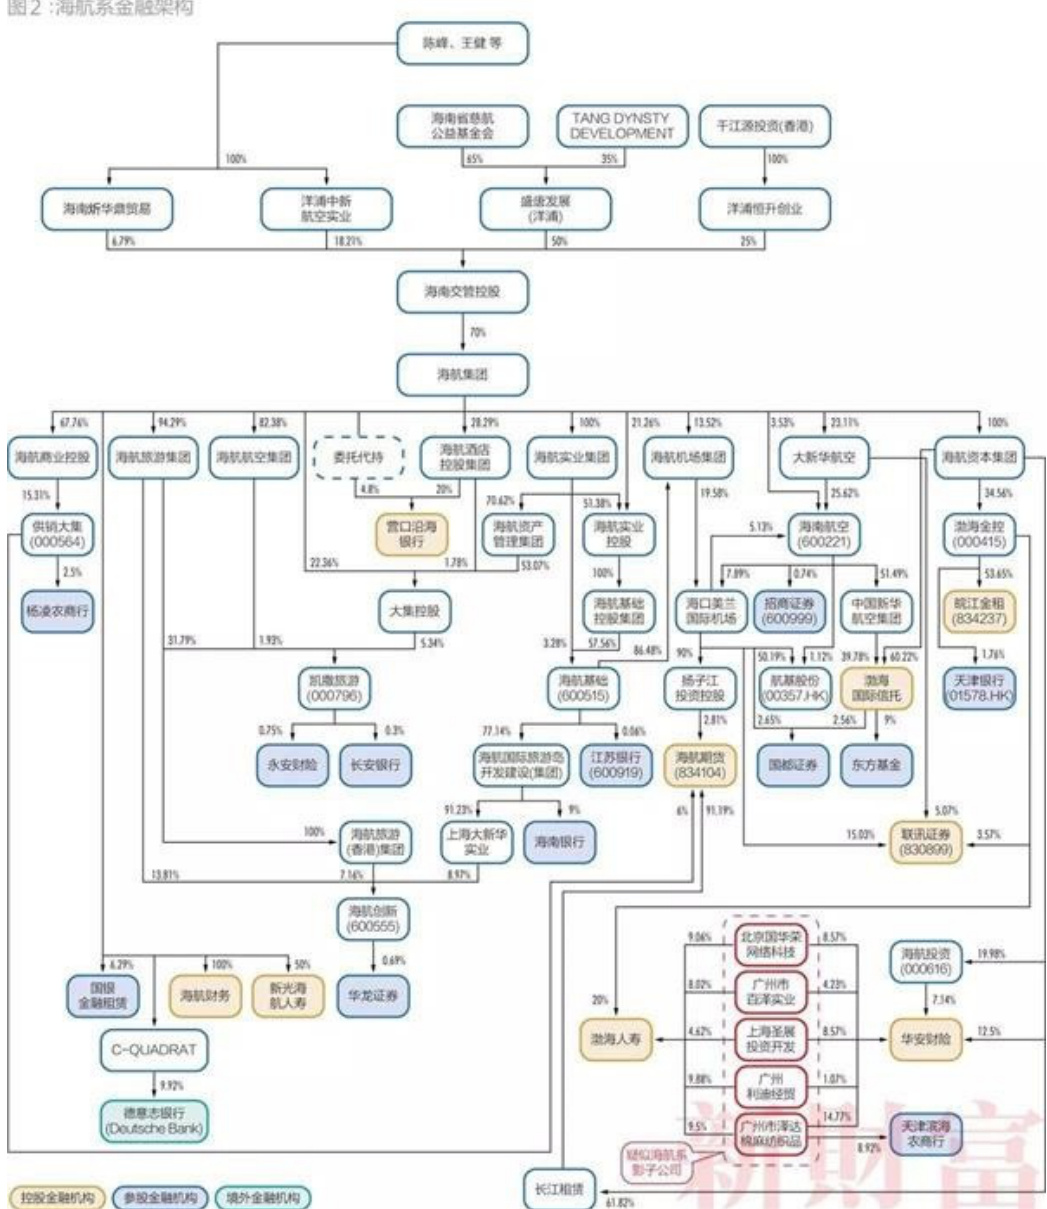 图2：海航系金融架构
陈峰、王健 等
海南省慈航
公益基金会
TANG DYNSTY
DEVELOPMENT
干江源投资(香港)
100%
65%
35%
100%
海南炘华鼎贸易
洋浦中新
航空实业
盛唐发展
(洋浦)
洋浦恒升创业
6.79%
18.21%
50%
25%
海南交管控股
70%
海航集团
67.76%
94.29%
82.38%
28.29%
100%
21.26%
13.52%
3.53%
23.11%
100%
海航商业控股
海航旅游集团
海航航空集团
委托代持
海航酒店
控股集团
海航实业集团
海航机场集团
大新华航空
海航资本集团
15.31%
4.8%
20%
70.62%
51.38%
19.58%
25.62%
34.56%
供销大集
(000564)
营口沿海
银行
海航资产
管理集团
海航实业
控股
5.13%
海南航空
(600221)
渤海金控
(000415)
2.5%
22.36%
1.78%
53.07%
100%
7.89%
0.74%
51.49%
53.65%
杨凌农商行
大集控股
海航基础
控股集团
海口美兰
国际机场
招商证券
(600999)
中国新华
航空集团
皖江金租
(834237)
31.79%
1.93%
5.34%
3.28%
57.56%
86.48%
90%
50.19%
1.12%
39.78%
60.22%
1.76%
凯撒旅游
(000796)
海航基础
(600515)
扬子江
投资控股
航基股份
(00357.HK)
渤海
国际信托
天津银行
(01578.HK)
0.75%
0.3%
77.14%
0.06%
2.81%
2.65%
2.56%
9%
永安财险
长安银行
海航国际旅游岛
开发建设(集团)
江苏银行
(600919)
海航期货
(834104)
国都证券
东方基金
91.23%
9%
6%
91.19%
5.07%
100%
海航旅游
(香港)集团
上海大新华
实业
海南银行
15.03%
联讯证券
(830899)
3.57%
13.81%
7.16%
8.97%
海航创新
(600555)
9.06%
北京国华荣
网络科技
8.57%
海航投资
(000616)
19.98%
6.29%
100%
50%
0.69%
国银
金融租赁
海航财务
新光海
航人寿
华龙证券
8.02%
广州市
百泽实业
4.23%
7.14%
20%
渤海人寿
4.62%
上海圣展
投资开发
8.57%
华安财险
12.5%
C-QUADRAT
9.88%
广州
利迪经贸
1.07%
9.92%
德意志银行
(Deutsche Bank)
9.5%
广州市泽达
棉麻纺织品
14.77%
8.92%
天津滨海
农商行
疑似海航系
影子公司
新财富
长江租赁
61.82%
控股金融机构
参股金融机构
境外金融机构